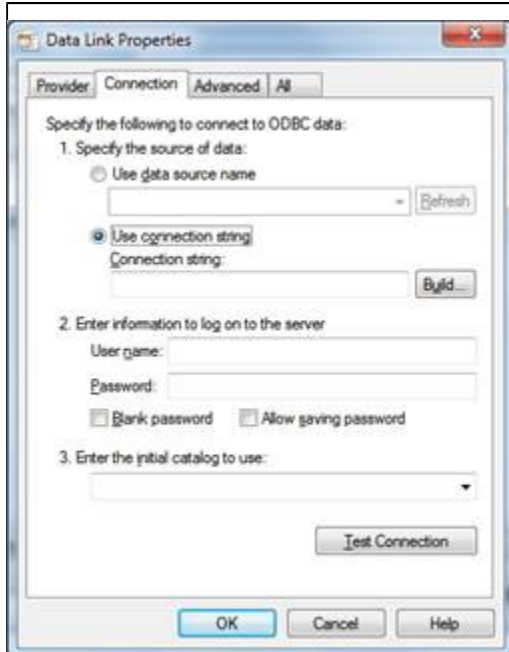 Data Link Properties
Provider Connection Advanced All
Specify the following to connect to ODBC data:
1. Specify the source of data:
Use data source name
Refresh
Use connection string
Connection string:
Build...
2. Enter information to log on to the server
User name:
Password:
Blank password Allow saving password
3. Enter the initial catalog to use:
Test Connection
OK Cancel Help